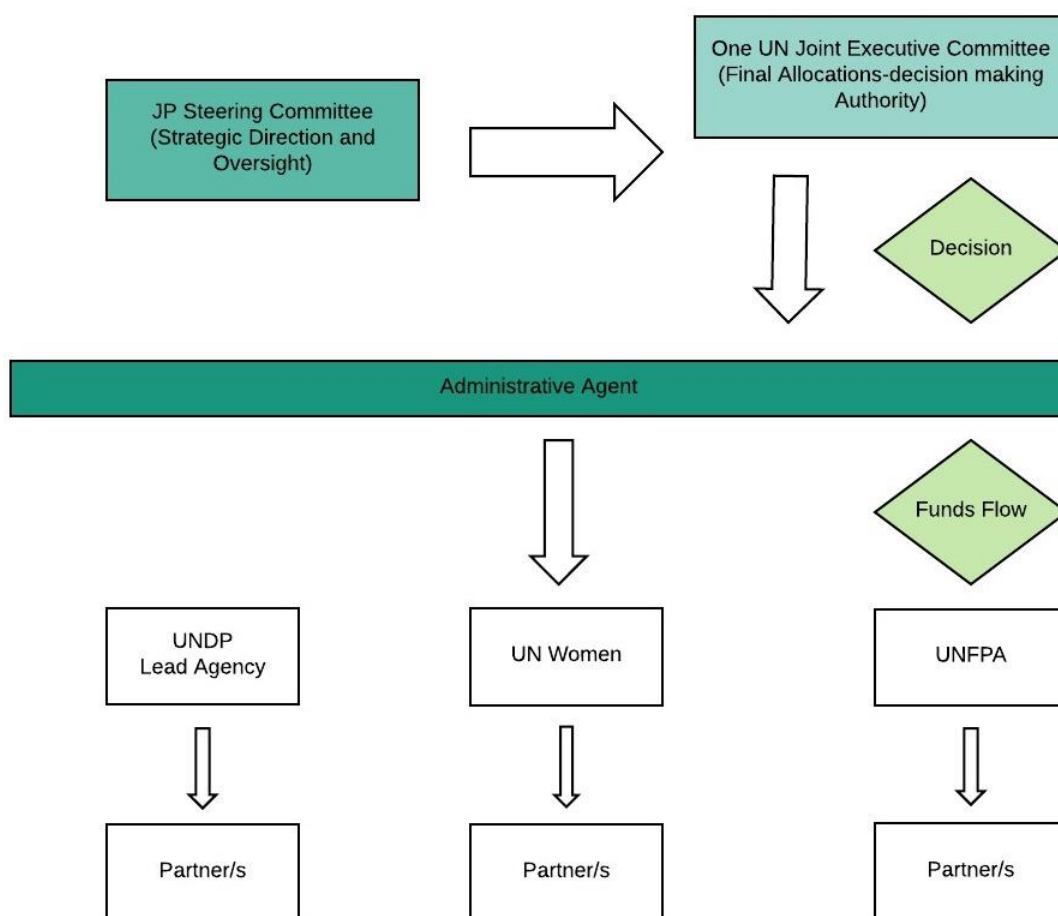 JP Steering Committee
(Strategic Direction and
Oversight)
One UN Joint Executive Committee
(Final Allocations-decision making
Authority)
Decision
Administrative Agent
Funds Flow
UNDP
Lead Agency
UN Women
UNFPA
Partner/s
Partner/s
Partner/s